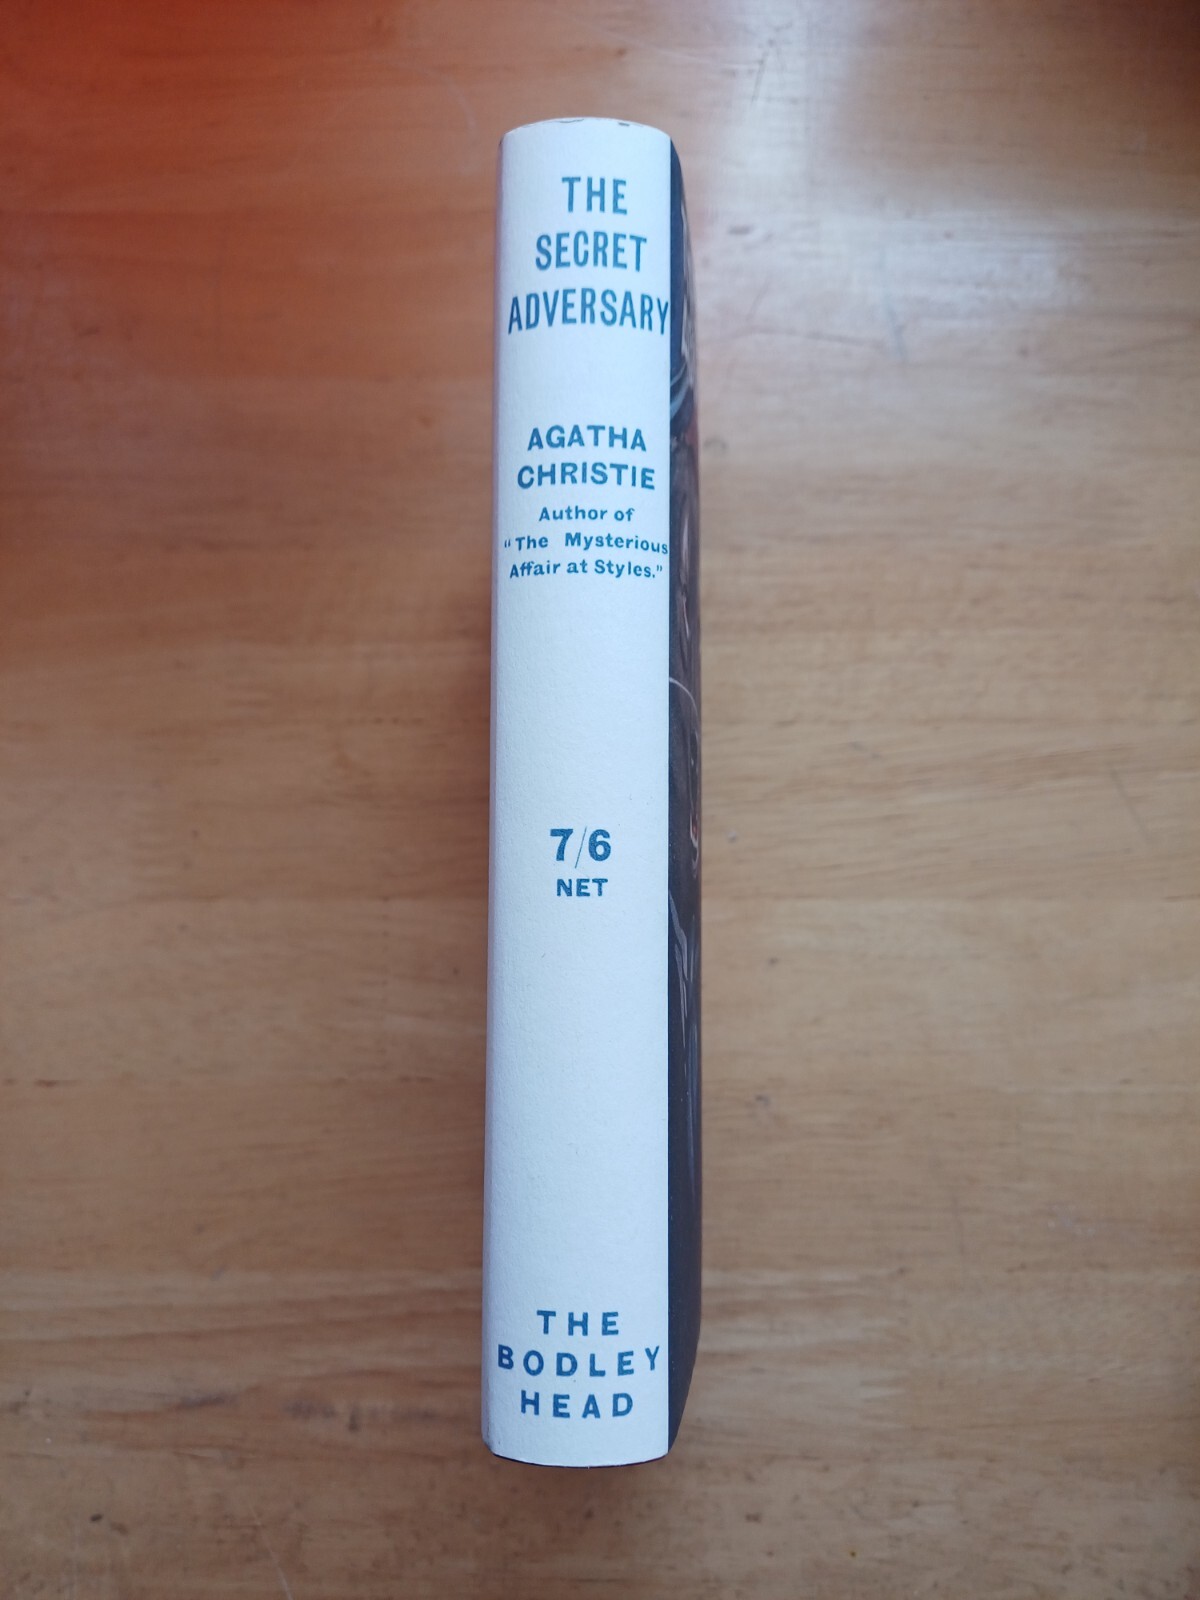 THE
SECRET
ADVERSARY
AGATHA
CHRISTIE
Author of
"The Mysterious
Affair at Styles."
7/6
NET
THE
BODLEY
HEAD